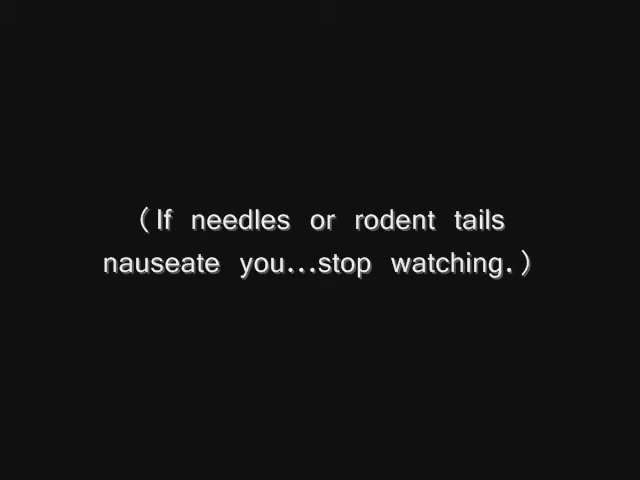 (If needles or rodent tails
nauseate you...stop watching.)